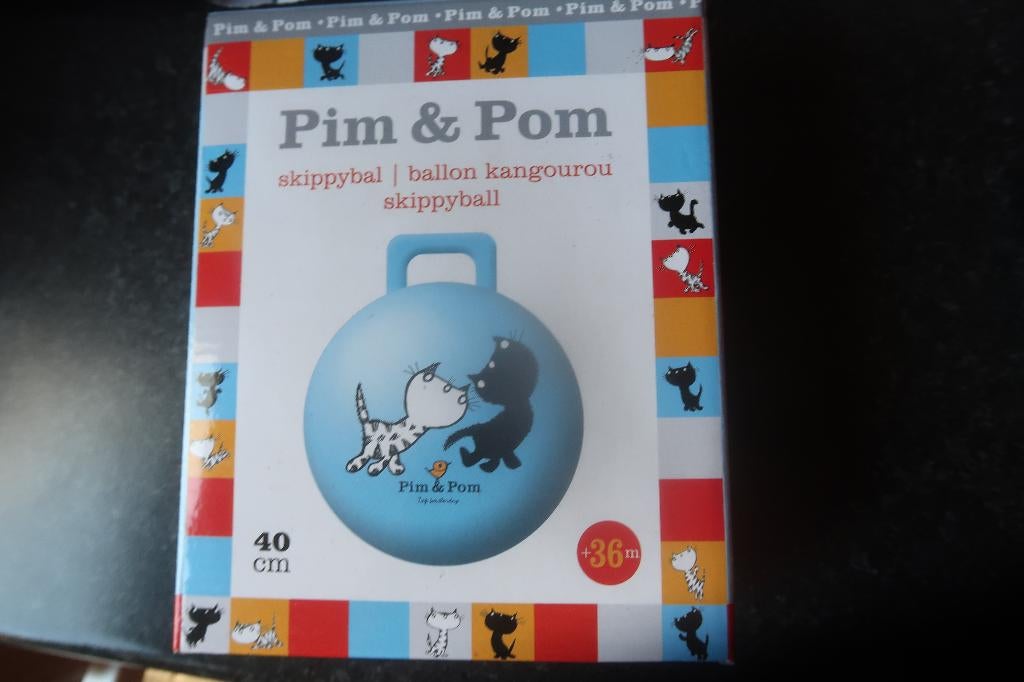 Pim & Pom • Pim & Pom • Pim & Pom • Pim & Pom • P
Pim & Pom
skippybal | ballon kangourou
skippyball
Pim & Pom
40
cm
+36m